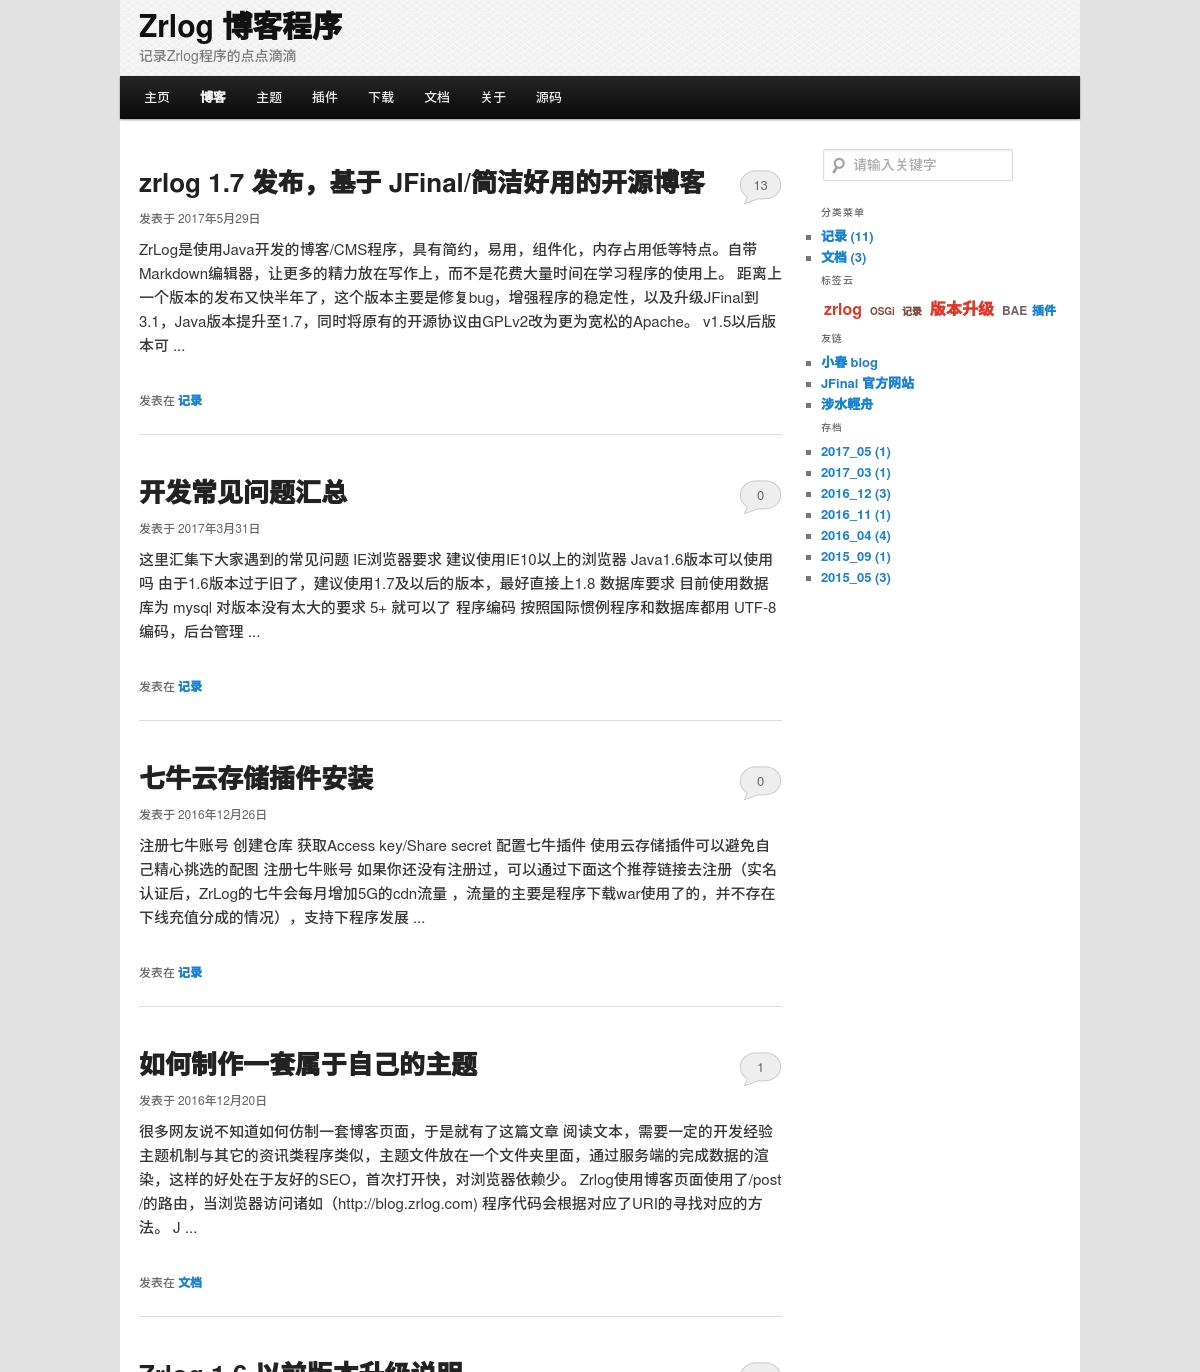 Zrlog 博客程序
记录Zrlog程序的点点滴滴
主页 博客 主题 插件 下载 文档 关于 源码
zrlog 1.7 发布，基于 JFinal/简洁好用的开源博客
13
发表于 2017年5月29日
ZrLog是使用Java开发的博客/CMS程序，具有简约，易用，组件化，内存占用低等特点。自带
Markdown编辑器，让更多的精力放在写作上，而不是花费大量时间在学习程序的使用上。 距离上
一个版本的发布又快半年了，这个版本主要是修复bug，增强程序的稳定性，以及升级JFinal到
3.1，Java版本提升至1.7，同时将原有的开源协议由GPLv2改为更为宽松的Apache。 v1.5以后版
本可 ...
发表在 记录
开发常见问题汇总
0
发表于 2017年3月31日
这里汇集下大家遇到的常见问题 IE浏览器要求 建议使用IE10以上的浏览器 Java1.6版本可以使用
吗 由于1.6版本过于旧了，建议使用1.7及以后的版本，最好直接上1.8 数据库要求 目前使用数据
库为 mysql 对版本没有太大的要求 5+ 就可以了 程序编码 按照国际惯例程序和数据库都用 UTF-8
编码，后台管理 ...
发表在 记录
七牛云存储插件安装
0
发表于 2016年12月26日
注册七牛账号 创建仓库 获取Access key/Share secret 配置七牛插件 使用云存储插件可以避免自
己精心挑选的配图 注册七牛账号 如果你还没有注册过，可以通过下面这个推荐链接去注册（实名
认证后，ZrLog的七牛会每月增加5G的cdn流量 ，流量的主要是程序下载war使用了的，并不存在
下线充值分成的情况），支持下程序发展 ...
发表在 记录
如何制作一套属于自己的主题
1
发表于 2016年12月20日
很多网友说不知道如何仿制一套博客页面，于是就有了这篇文章 阅读文本，需要一定的开发经验
主题机制与其它的资讯类程序类似，主题文件放在一个文件夹里面，通过服务端的完成数据的渲
染，这样的好处在于友好的SEO，首次打开快，对浏览器依赖少。 Zrlog使用博客页面使用了/post
/的路由，当浏览器访问诸如（http://blog.zrlog.com) 程序代码会根据对应了URI的寻找对应的方
法。 J ...
发表在 文档
Zrlog 1.6 以前版本升级说明
请输入关键字
分类菜单
记录 (11)
文档 (3)
标签云
zrlog OSGi 记录 版本升级 BAE 插件
友链
小春 blog
JFinal 官方网站
涉水輕舟
存档
2017_05 (1)
2017_03 (1)
2016_12 (3)
2016_11 (1)
2016_04 (4)
2015_09 (1)
2015_05 (3)